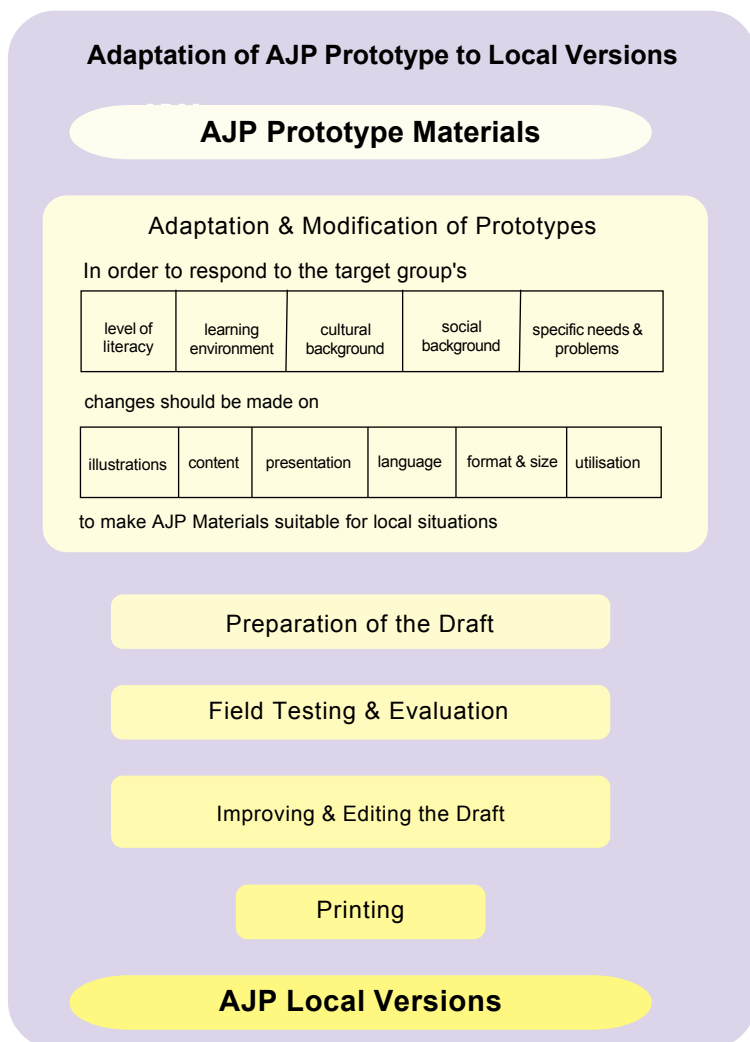 Adaptation of AJP Prototype to Local Versions
AJP Prototype Materials
Adaptation & Modification of Prototypes
In order to respond to the target group's
level of
literacy
learning
environment
cultural
background
social
background
specific needs &
problems
changes should be made on
illustrations
content
presentation
language
format & size
utilisation
to make AJP Materials suitable for local situations
Preparation of the Draft
Field Testing & Evaluation
Improving & Editing the Draft
Printing
AJP Local Versions